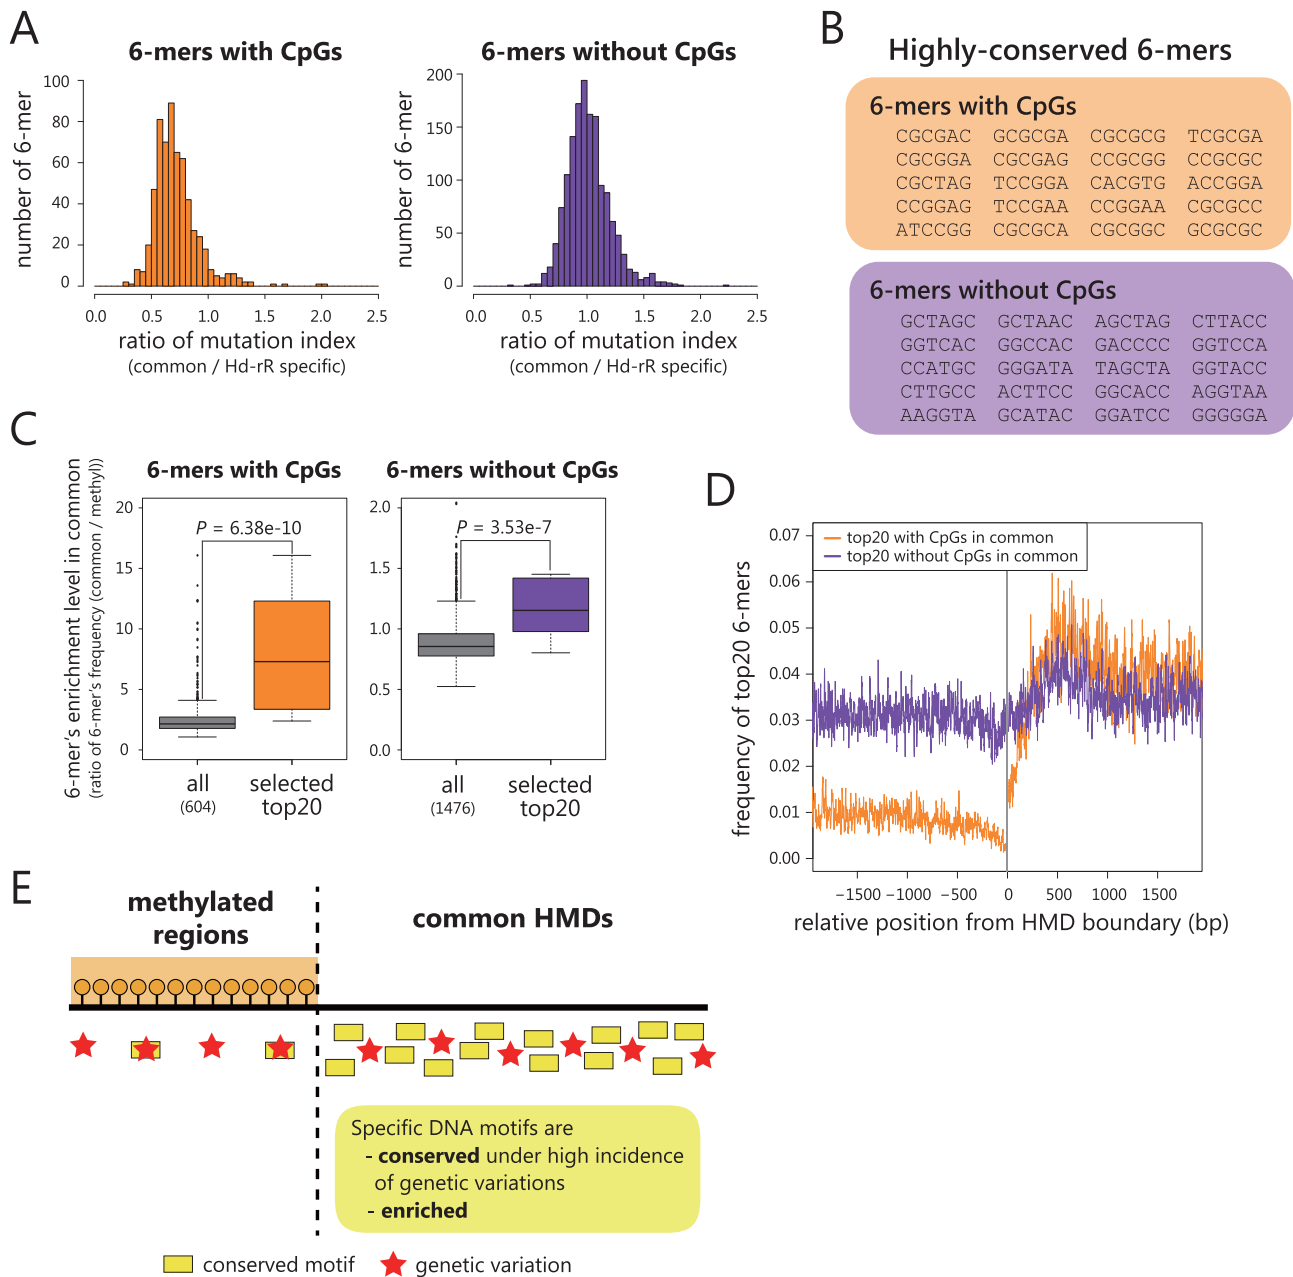 A
6-mers with CpGs
number of 6-mer
100
80
60
40
20
0
0.0 0.5 1.0 1.5 2.0 2.5
ratio of mutation index
(common / Hd-rR specific)
6-mers without CpGs
number of 6-mer
200
150
100
50
0
0.0 0.5 1.0 1.5 2.0 2.5
ratio of mutation index
(common / Hd-rR specific)
B
Highly-conserved 6-mers
6-mers with CpGs
CGCGAC GCGCGA CGCGCG TCGCGA
CGCGGA CGCGAG CCGCGG CCGCGC
CGCTAG TCCGGA CACGTG ACCGGA
CCGGAG TCCGAA CCGGAA CGCGCC
ATCCGG CGCGCA CGCGGC GCGCGC
6-mers without CpGs
GCTAGC GCTAAC AGCTAG CTTACC
GGTCAC GGCCAC GACCCC GGTCCA
CCATGC GGGATA TAGCTA GGTACC
CTTGCC ACTTCC GGCACC AGGTAA
AAGGTA GCATAC GGATCC GGGGGA
C
6-mer's enrichment level in common
(ratio of 6-mer's frequency (common / methyl))
6-mers with CpGs
20
15
10
5
0
P = 6.38e-10
all
(604)
selected
top20
6-mers without CpGs
2.0
1.5
1.0
0.5
0.0
P = 3.53e-7
all
(1476)
selected
top20
D
frequency of top20 6-mers
0.07
0.06
0.05
0.04
0.03
0.02
0.01
0.00
top20 with CpGs in common
top20 without CpGs in common
−1500 −1000 −500 0 500 1000 1500
relative position from HMD boundary (bp)
E
methylated
regions
common HMDs
Specific DNA motifs are
- conserved under high incidence
of genetic variations
- enriched
conserved motif
genetic variation